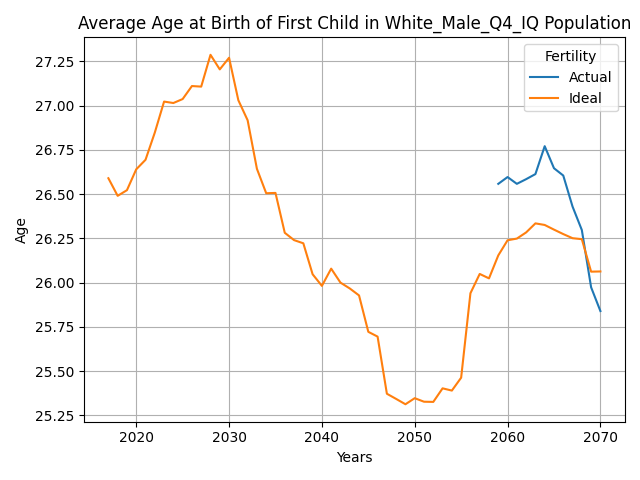 Average Age at Birth of First Child in White_Male_Q4_IQ Population
Fertility
Actual
Ideal
27.25
27.00
26.75
26.50
26.25
26.00
25.75
25.50
25.25
Age
2020 2030 2040 2050 2060 2070
Years